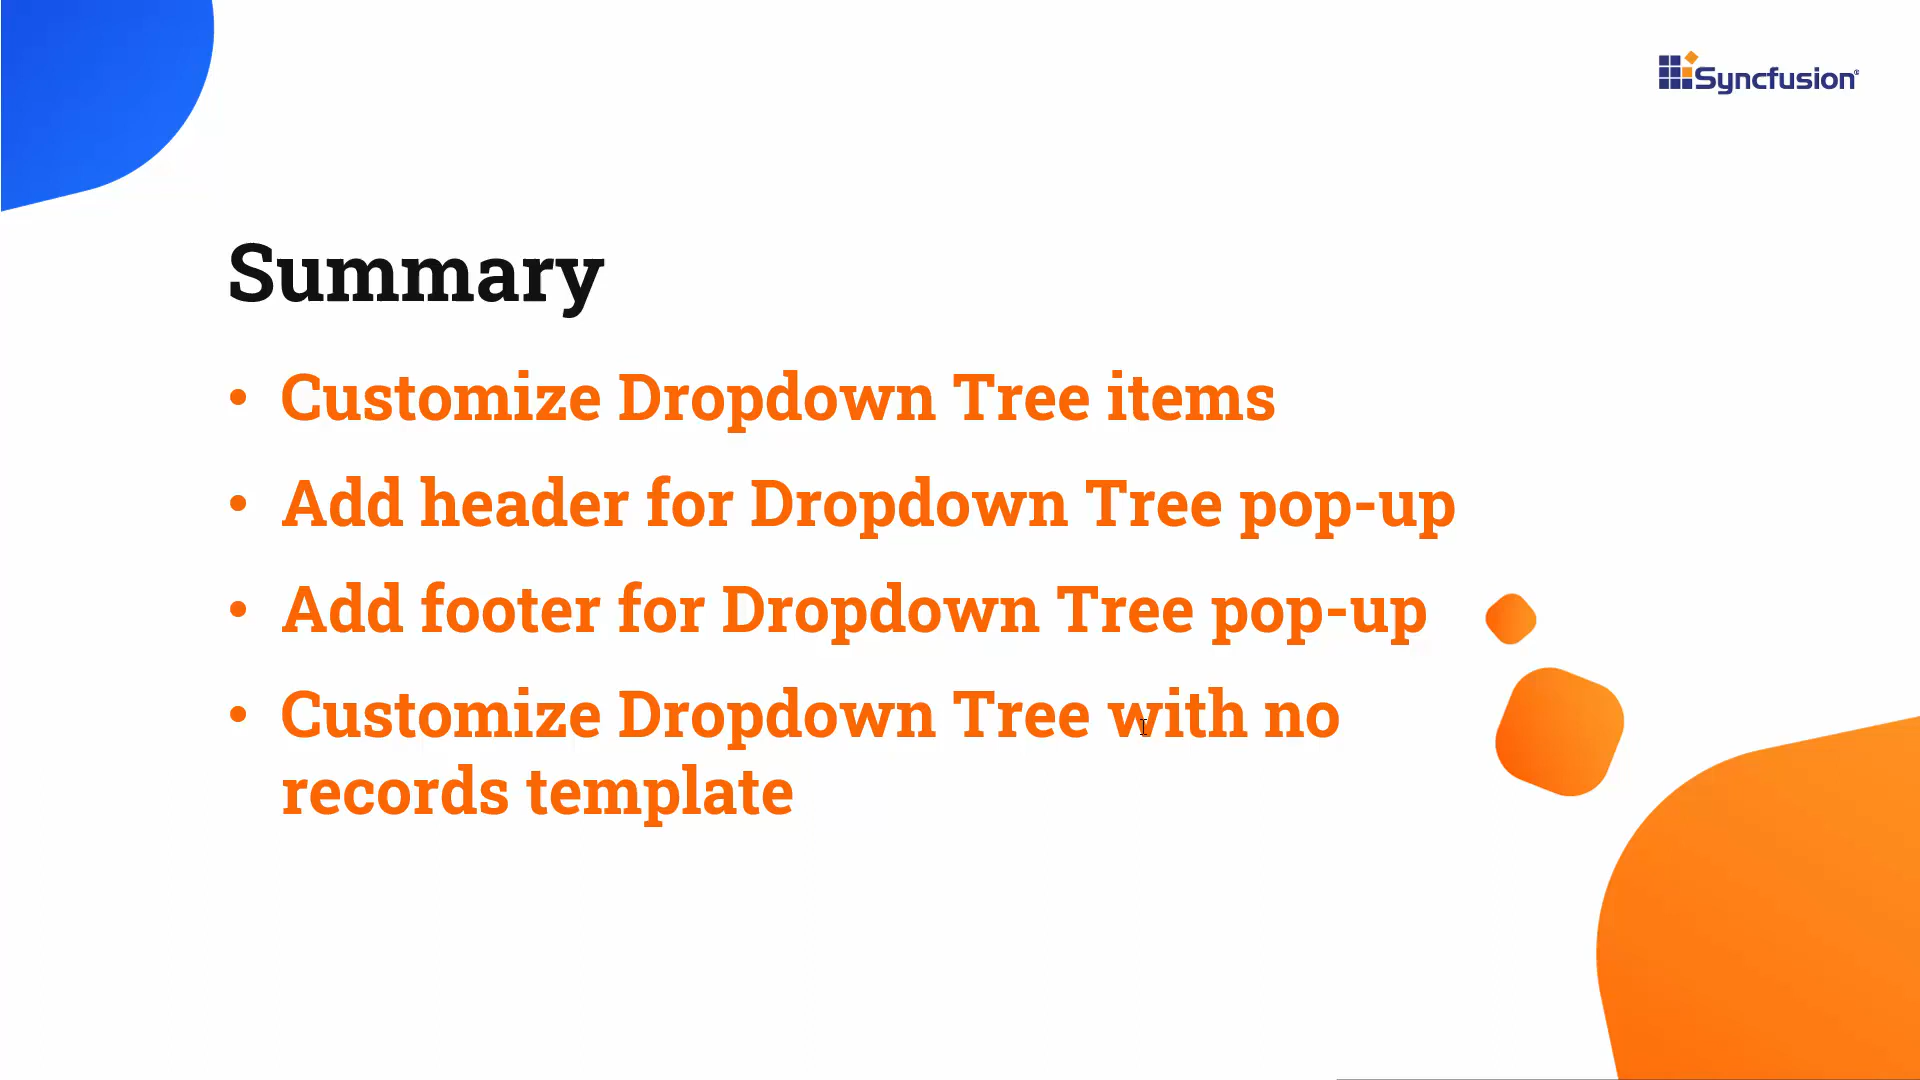 Syncfusion®
Summary
• Customize Dropdown Tree items
• Add header for Dropdown Tree pop-up
• Add footer for Dropdown Tree pop-up
• Customize Dropdown Tree with no
records template